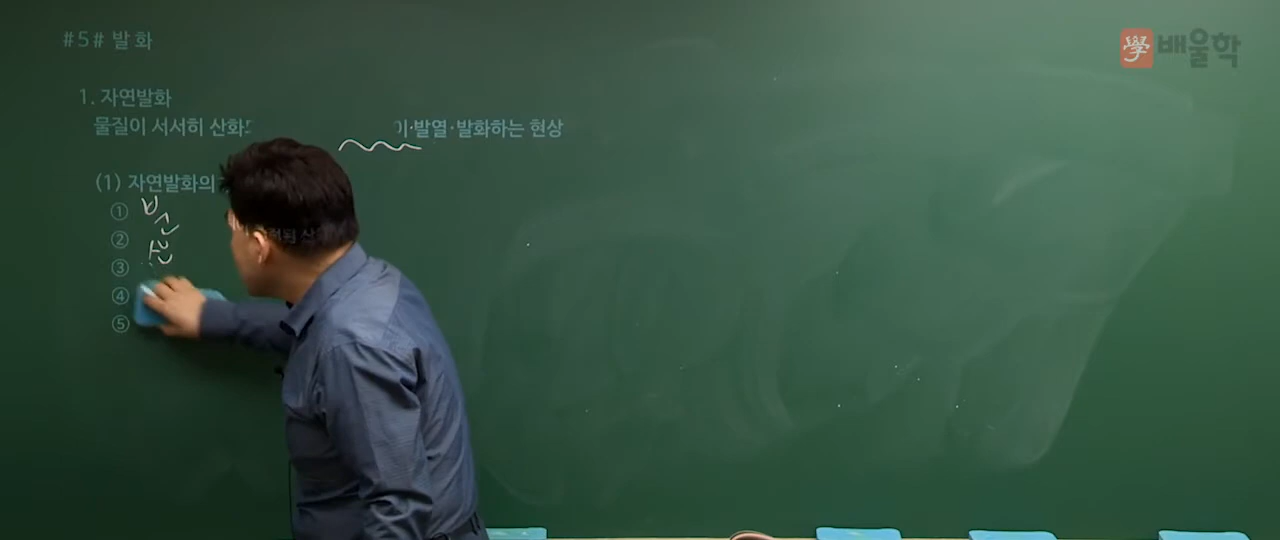 #5# 발화
學 배울학
1. 자연발화
물질이 서서히 산화 ·발열·발화하는 현상
(1) 자연발화의
①
②
③
④
⑤